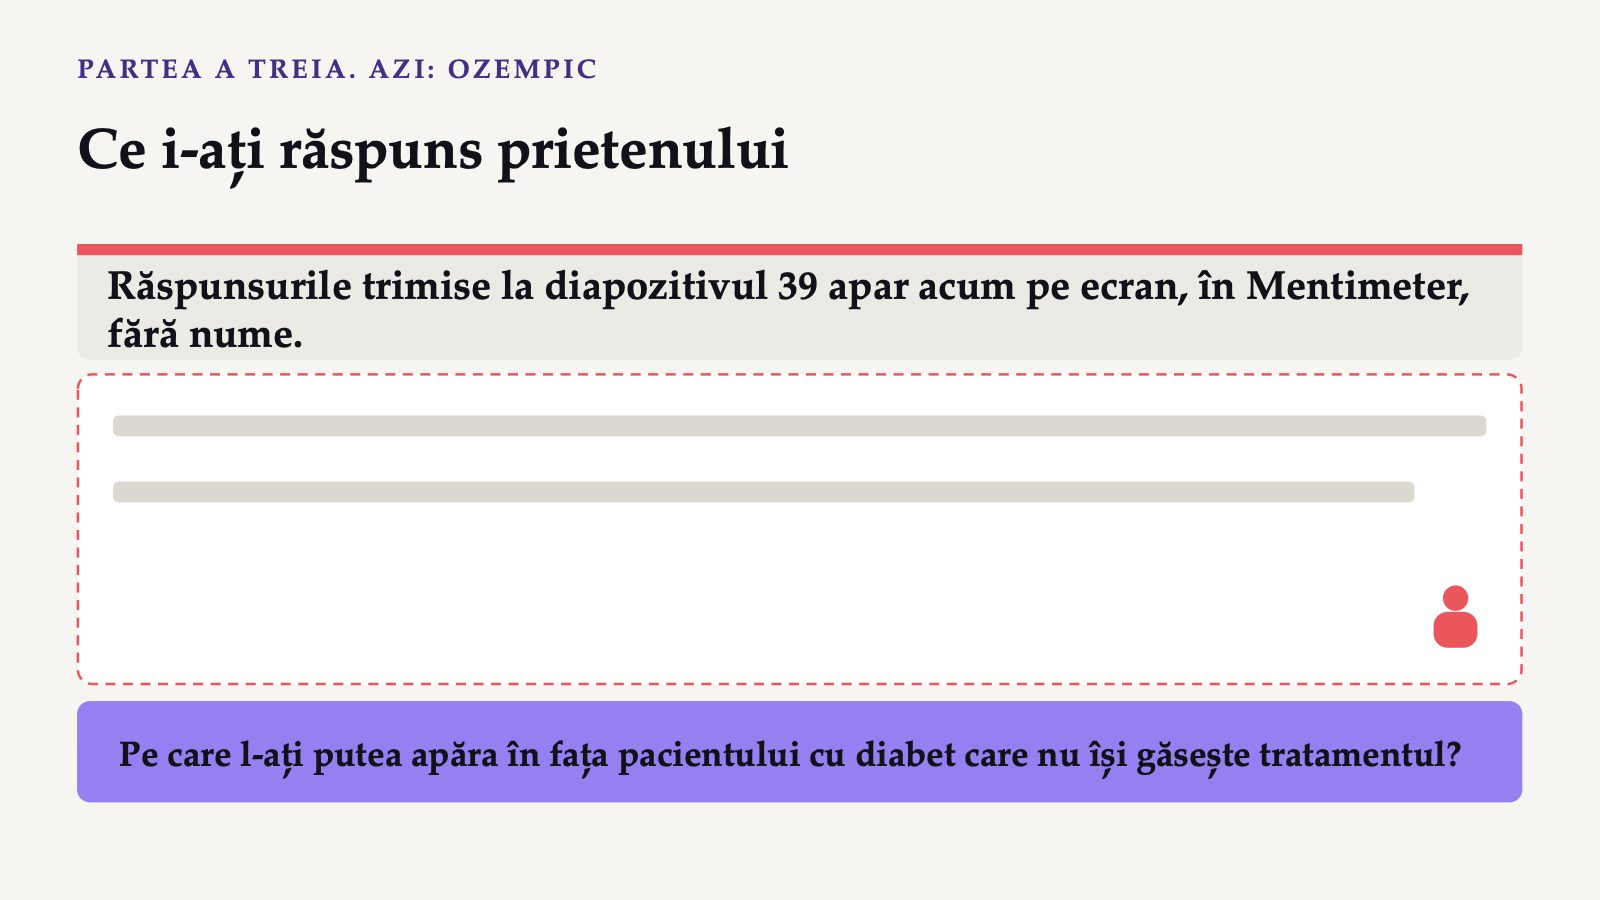 PARTEA A TREIA. AZI: OZEMPIC
Ce i-ați răspuns prietenului
Răspunsurile trimise la diapozitivul 39 apar acum pe ecran, în Mentimeter,
fără nume.
Pe care l-ați putea apăra în fața pacientului cu diabet care nu își găsește tratamentul?